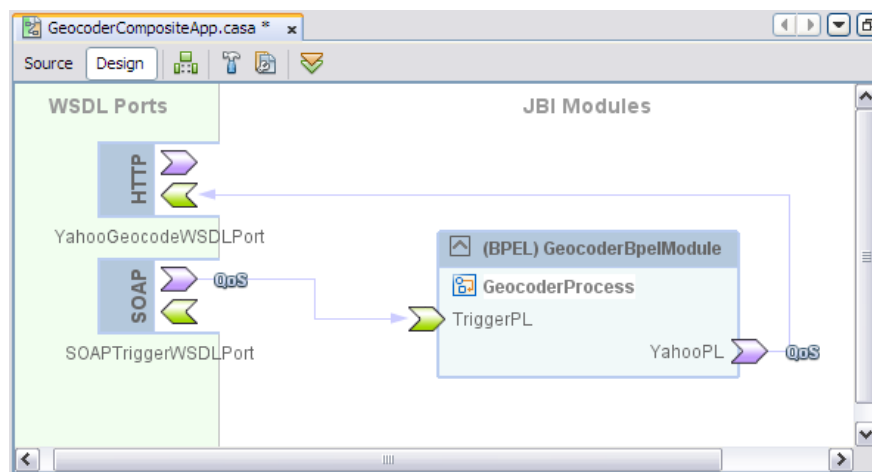 GeocoderCompositeApp.casa * x
Source Design
WSDL Ports
JBI Modules
HTTP
YahooGeocodeWSDLPort
SOAP
QoS
SOAPTriggerWSDLPort
(BPEL) GeocoderBpelModule
GeocoderProcess
TriggerPL
YahooPL
QoS